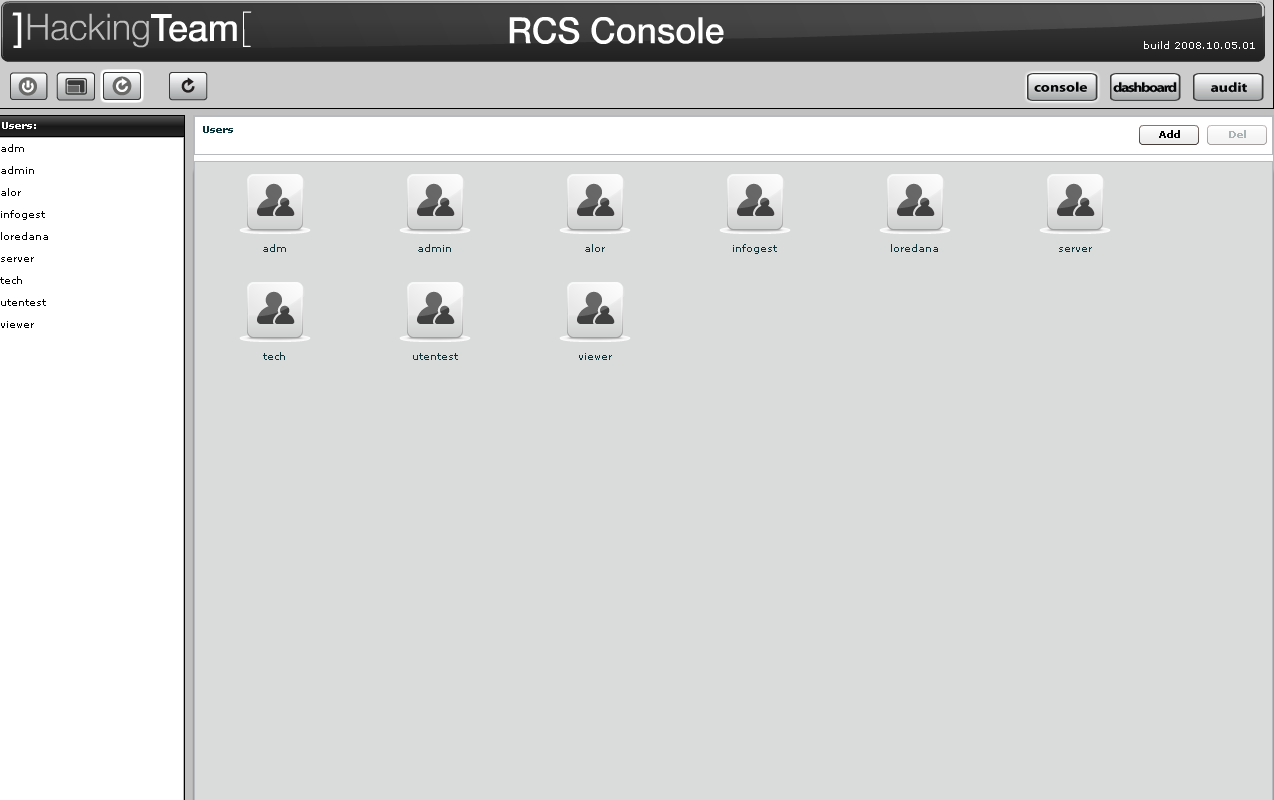 ]HackingTeam[
RCS Console
build 2008.10.05.01
console dashboard audit
Users:
adm
admin
alor
infogest
loredana
server
tech
utentest
viewer
Users
Add Del
adm admin alor infogest loredana server
tech utentest viewer